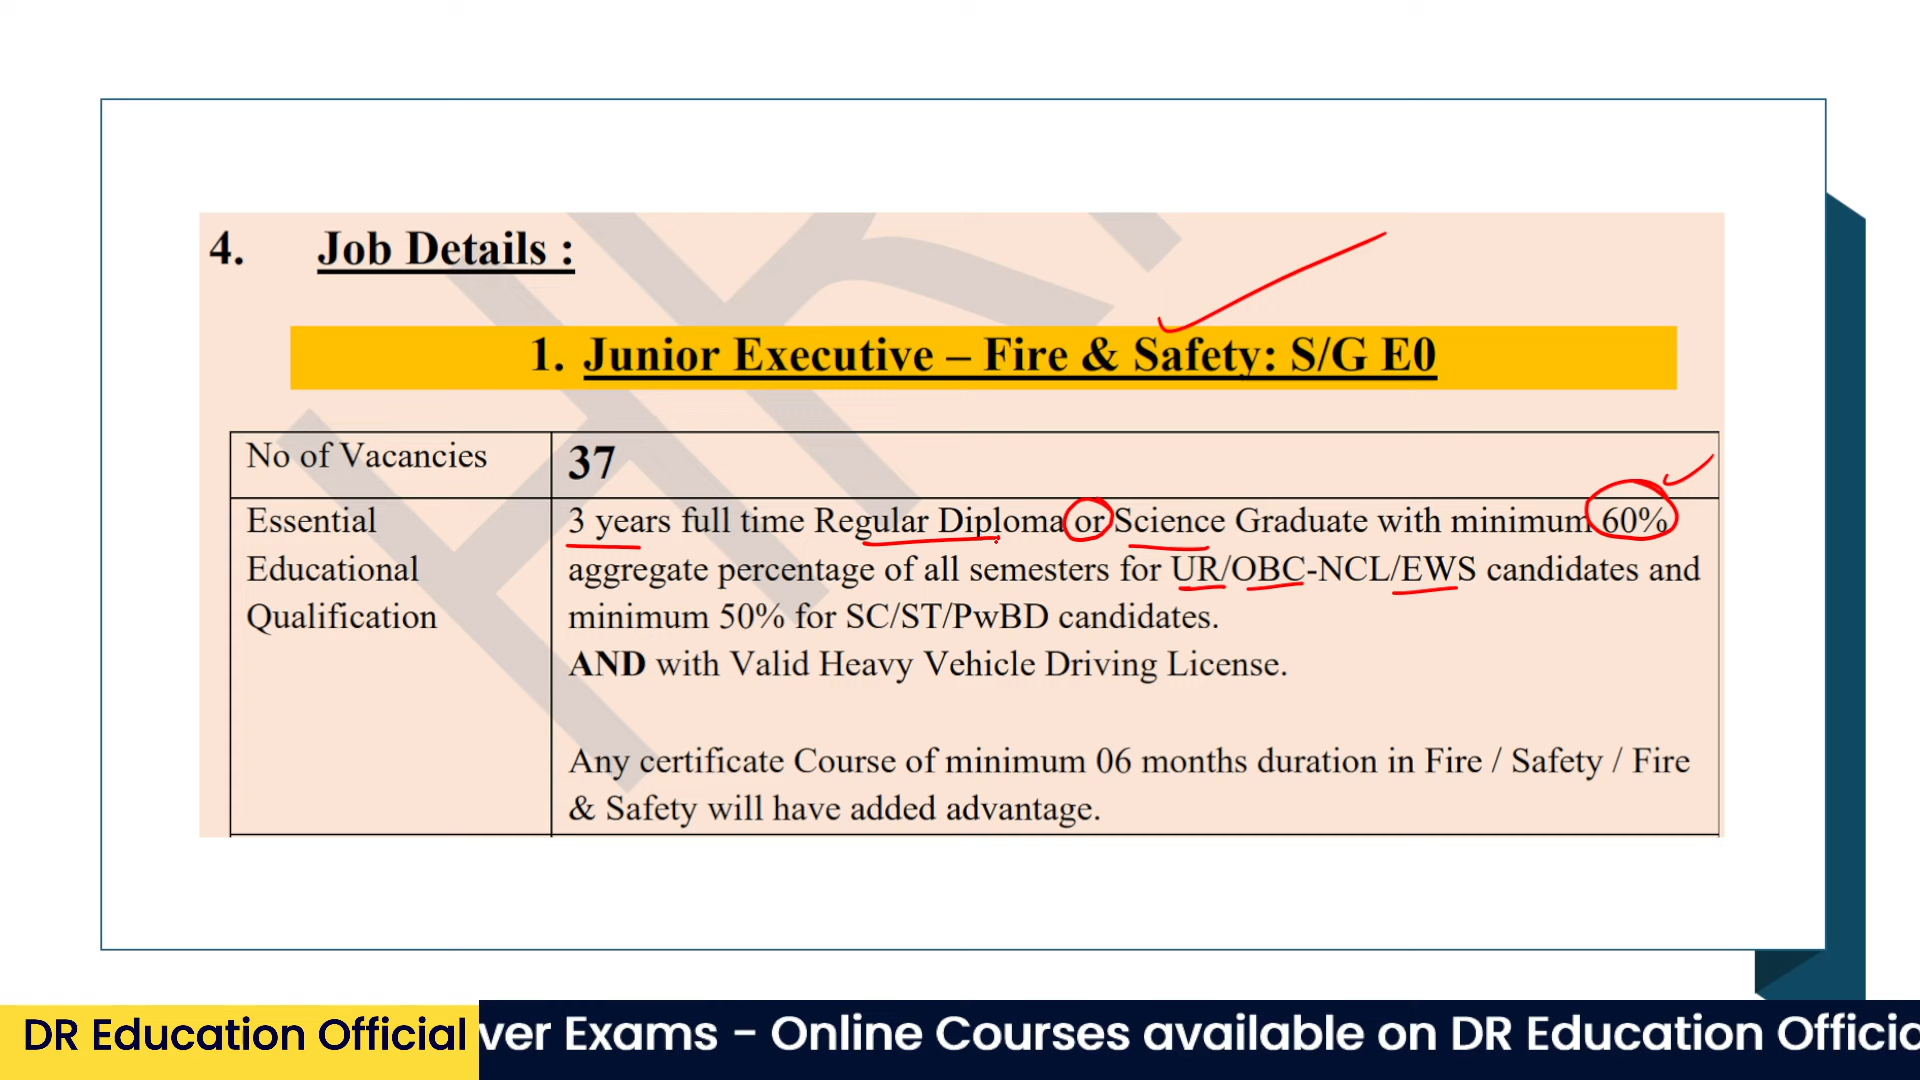 4. Job Details :
1. Junior Executive – Fire & Safety: S/G E0
No of Vacancies
37
Essential
Educational
Qualification
3 years full time Regular Diploma or Science Graduate with minimum 60%
aggregate percentage of all semesters for UR/OBC-NCL/EWS candidates and
minimum 50% for SC/ST/PwBD candidates.
AND with Valid Heavy Vehicle Driving License.
Any certificate Course of minimum 06 months duration in Fire / Safety / Fire
& Safety will have added advantage.
DR Education Official
ver Exams - Online Courses available on DR Education Officia